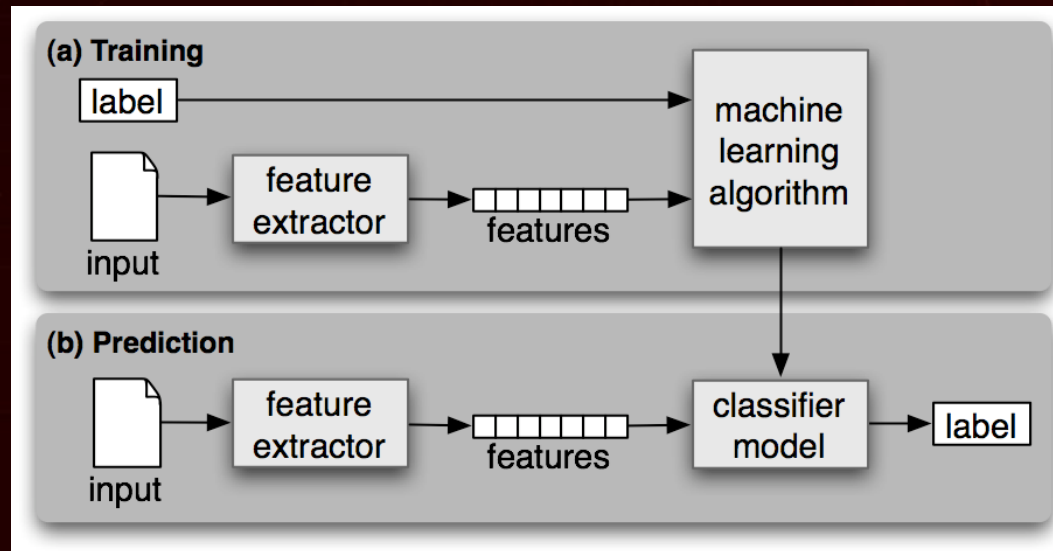 (a) Training
label
machine
learning
algorithm
feature
extractor
features
input
(b) Prediction
feature
extractor
features
classifier
model
label
input